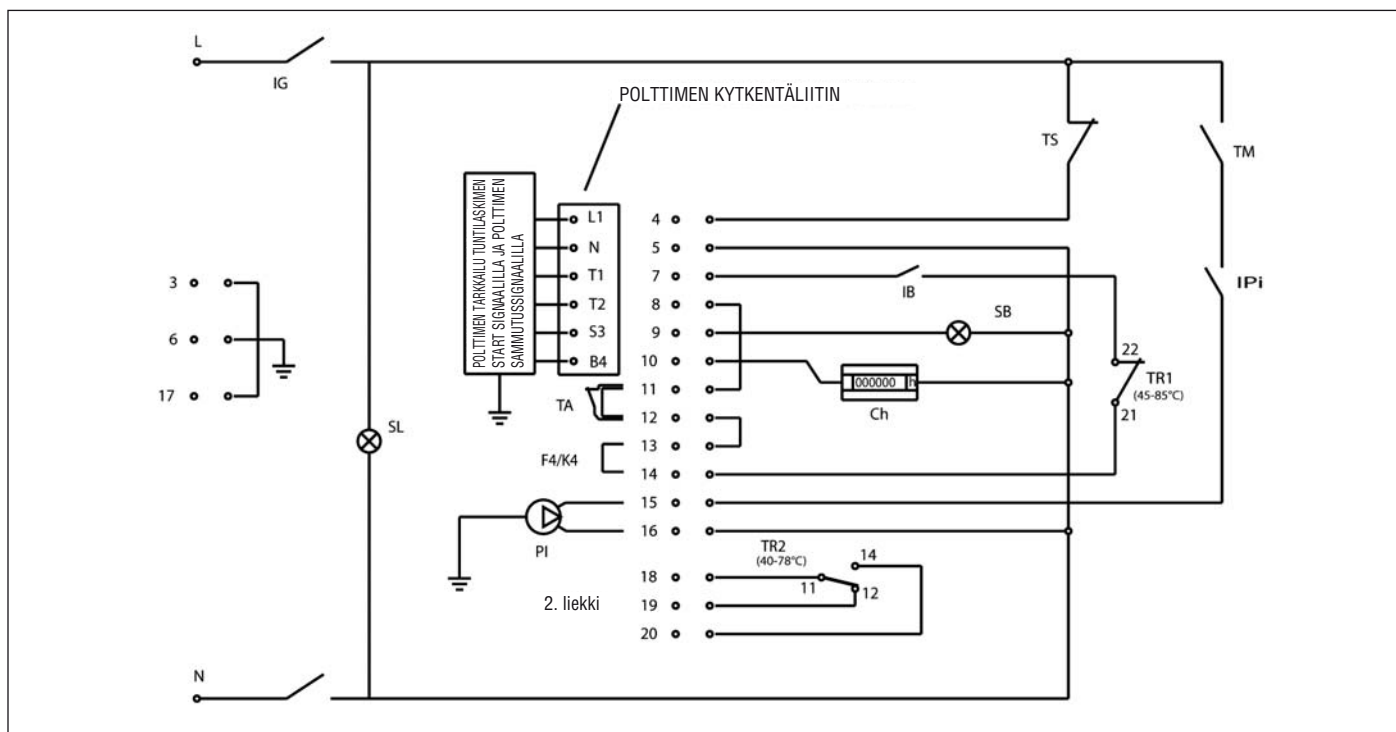 L
IG
POLTTIMEN KYTKENTÄLIITIN
TS
TM
POLTTIMEN TARKKAILU TUNTILASKIMEN
START SIGNAALILLA JA POLTTIMEN
SAMMUTUSSIGNAALILLA
L1
N
T1
T2
S3
B4
4
5
7
8
9
10
11
12
13
14
15
16
18
19
20
3
6
17
IB
SB
IPi
22
TR1
(45-85°C)
21
000000 h
Ch
TA
SL
F4/K4
PI
TR2
(40-78°C)
14
11
12
2. liekki
N